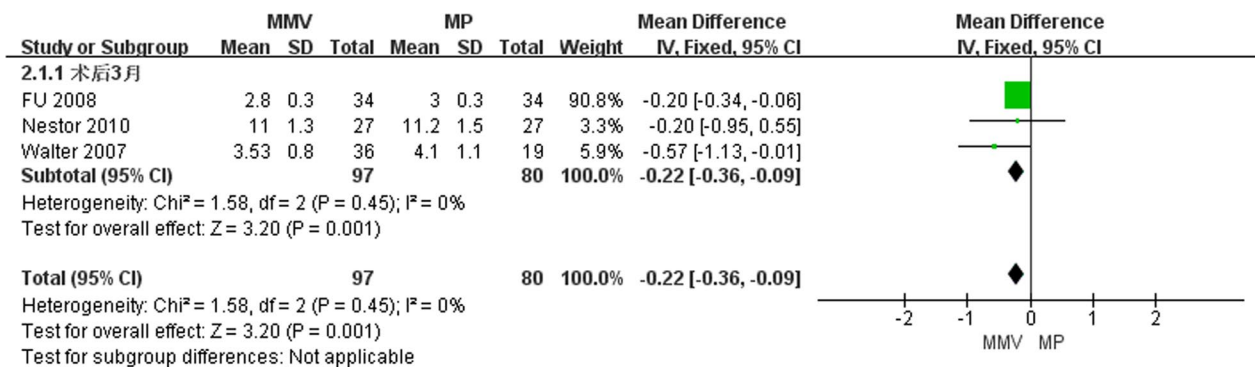 MMV MP Mean Difference Mean Difference
Study or Subgroup Mean SD Total Mean SD Total Weight IV, Fixed, 95% CI IV, Fixed, 95% CI
2.1.1 术后3月
FU 2008 2.8 0.3 34 3 0.3 34 90.8% -0.20 [-0.34, -0.06]
Nestor 2010 11 1.3 27 11.2 1.5 27 3.3% -0.20 [-0.95, 0.55]
Walter 2007 3.53 0.8 36 4.1 1.1 19 5.9% -0.57 [-1.13, -0.01]
Subtotal (95% CI) 97 80 100.0% -0.22 [-0.36, -0.09]
Heterogeneity: Chi² = 1.58, df = 2 (P = 0.45); I² = 0%
Test for overall effect: Z = 3.20 (P = 0.001)
Total (95% CI) 97 80 100.0% -0.22 [-0.36, -0.09]
Heterogeneity: Chi² = 1.58, df = 2 (P = 0.45); I² = 0%
Test for overall effect: Z = 3.20 (P = 0.001)
Test for subgroup differences: Not applicable
-2 -1 0 1 2
MMV MP